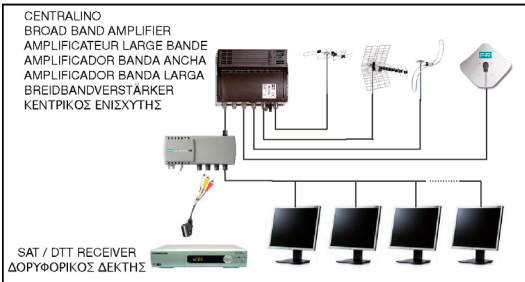 CENTRALINO
BROAD BAND AMPLIFIER
AMPLIFICATEUR LARGE BANDE
AMPLIFICADOR BANDA ANCHA
AMPLIFICADOR BANDA LARGA
BREIDBANDVERSTÄRKER
ΚΕΝΤΡΙΚΟΣ ΕΝΙΣΧΥΤΗΣ
SAT / DTT RECEIVER
ΔΟΡΥΦΟΡΙΚΟΣ ΔΕΚΤΗΣ